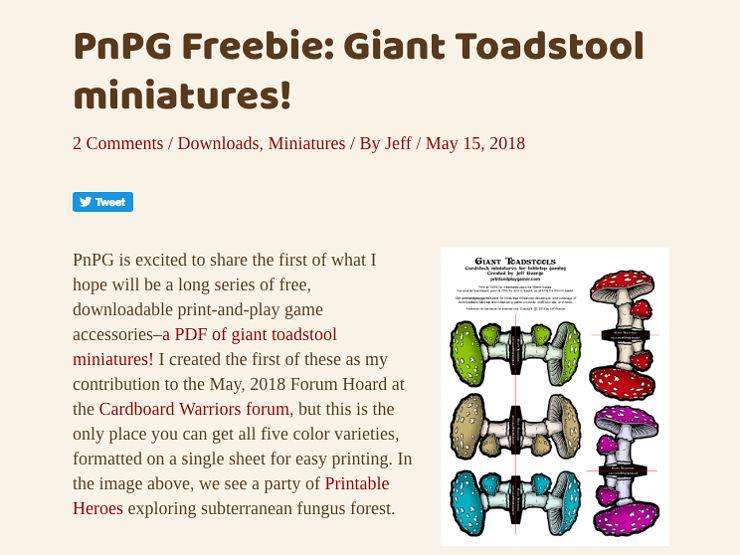 PnPG Freebie: Giant Toadstool
miniatures!
2 Comments / Downloads, Miniatures / By Jeff / May 15, 2018
Tweet
PnPG is excited to share the first of what I
hope will be a long series of free,
downloadable print-and-play game
accessories–a PDF of giant toadstool
miniatures! I created the first of these as my
contribution to the May, 2018 Forum Hoard at
the Cardboard Warriors forum, but this is the
only place you can get all five color varieties,
formatted on a single sheet for easy printing. In
the image above, we see a party of Printable
Heroes exploring subterranean fungus forest.
Giant Toadstools
Cardstock miniatures for tabletop gaming
Created by Jeff George
printandplaygamer.com